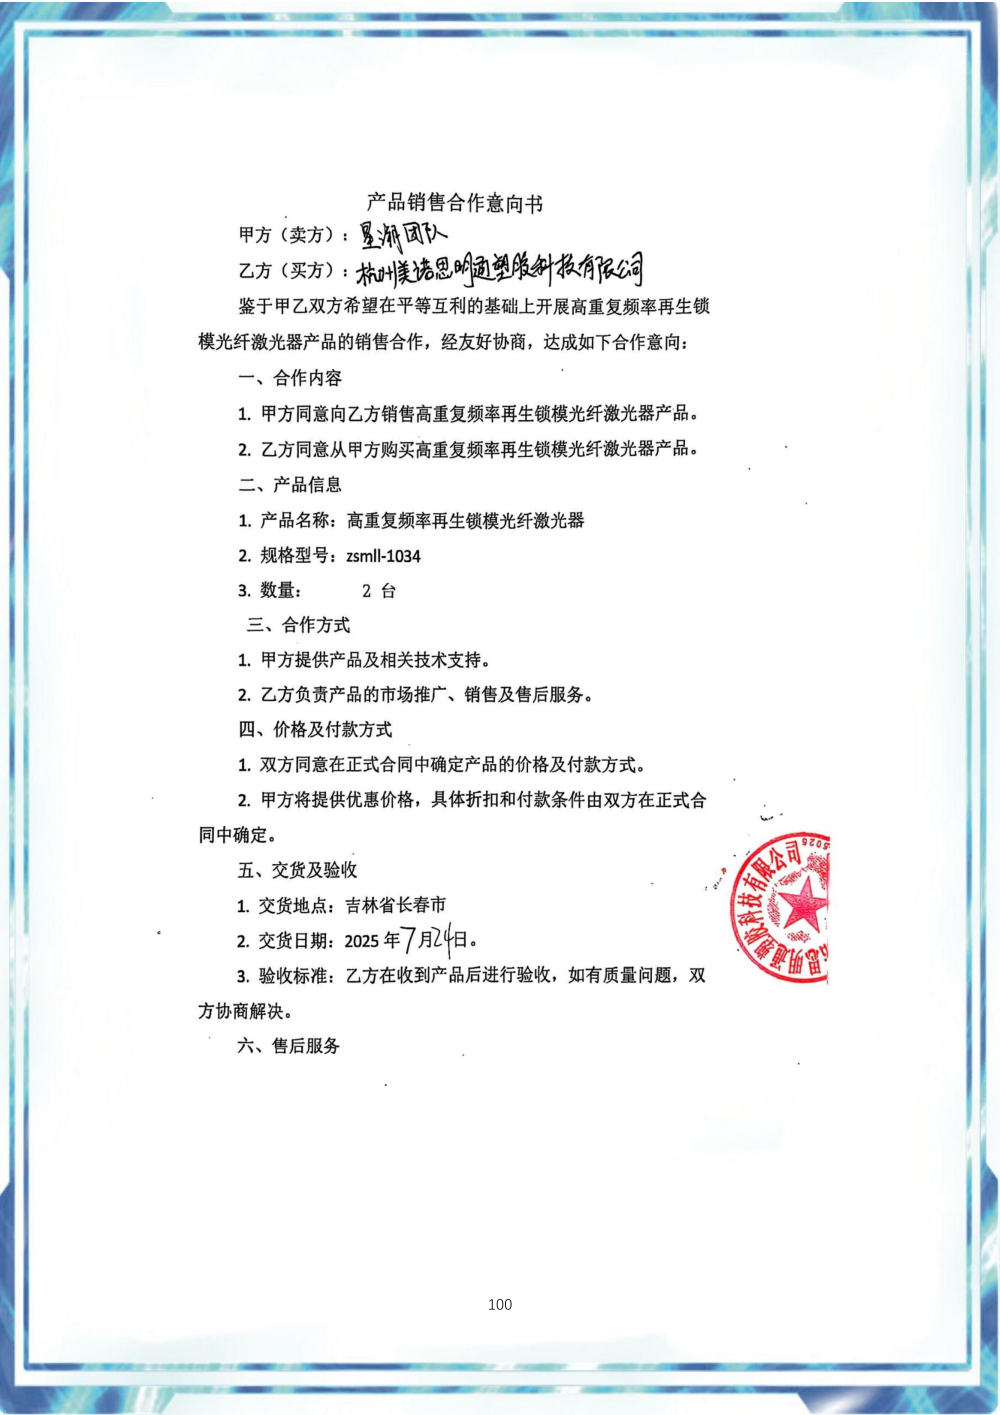 产品销售合作意向书
甲方（卖方）：星潮团队
乙方（买方）：杭州美诺思明通塑胶科技有限公司
鉴于甲乙双方希望在平等互利的基础上开展高重复频率再生锁
模光纤激光器产品的销售合作，经友好协商，达成如下合作意向：
一、合作内容
1. 甲方同意向乙方销售高重复频率再生锁模光纤激光器产品。
2. 乙方同意从甲方购买高重复频率再生锁模光纤激光器产品。
二、产品信息
1. 产品名称：高重复频率再生锁模光纤激光器
2. 规格型号：zsmll-1034
3. 数量： 2 台
三、合作方式
1. 甲方提供产品及相关技术支持。
2. 乙方负责产品的市场推广、销售及售后服务。
四、价格及付款方式
1. 双方同意在正式合同中确定产品的价格及付款方式。
2. 甲方将提供优惠价格，具体折扣和付款条件由双方在正式合
同中确定。
五、交货及验收
1. 交货地点：吉林省长春市
2. 交货日期：2025 年7月24日。
3. 验收标准：乙方在收到产品后进行验收，如有质量问题，双
方协商解决。
六、售后服务
思明通塑胶科技有限公司
100